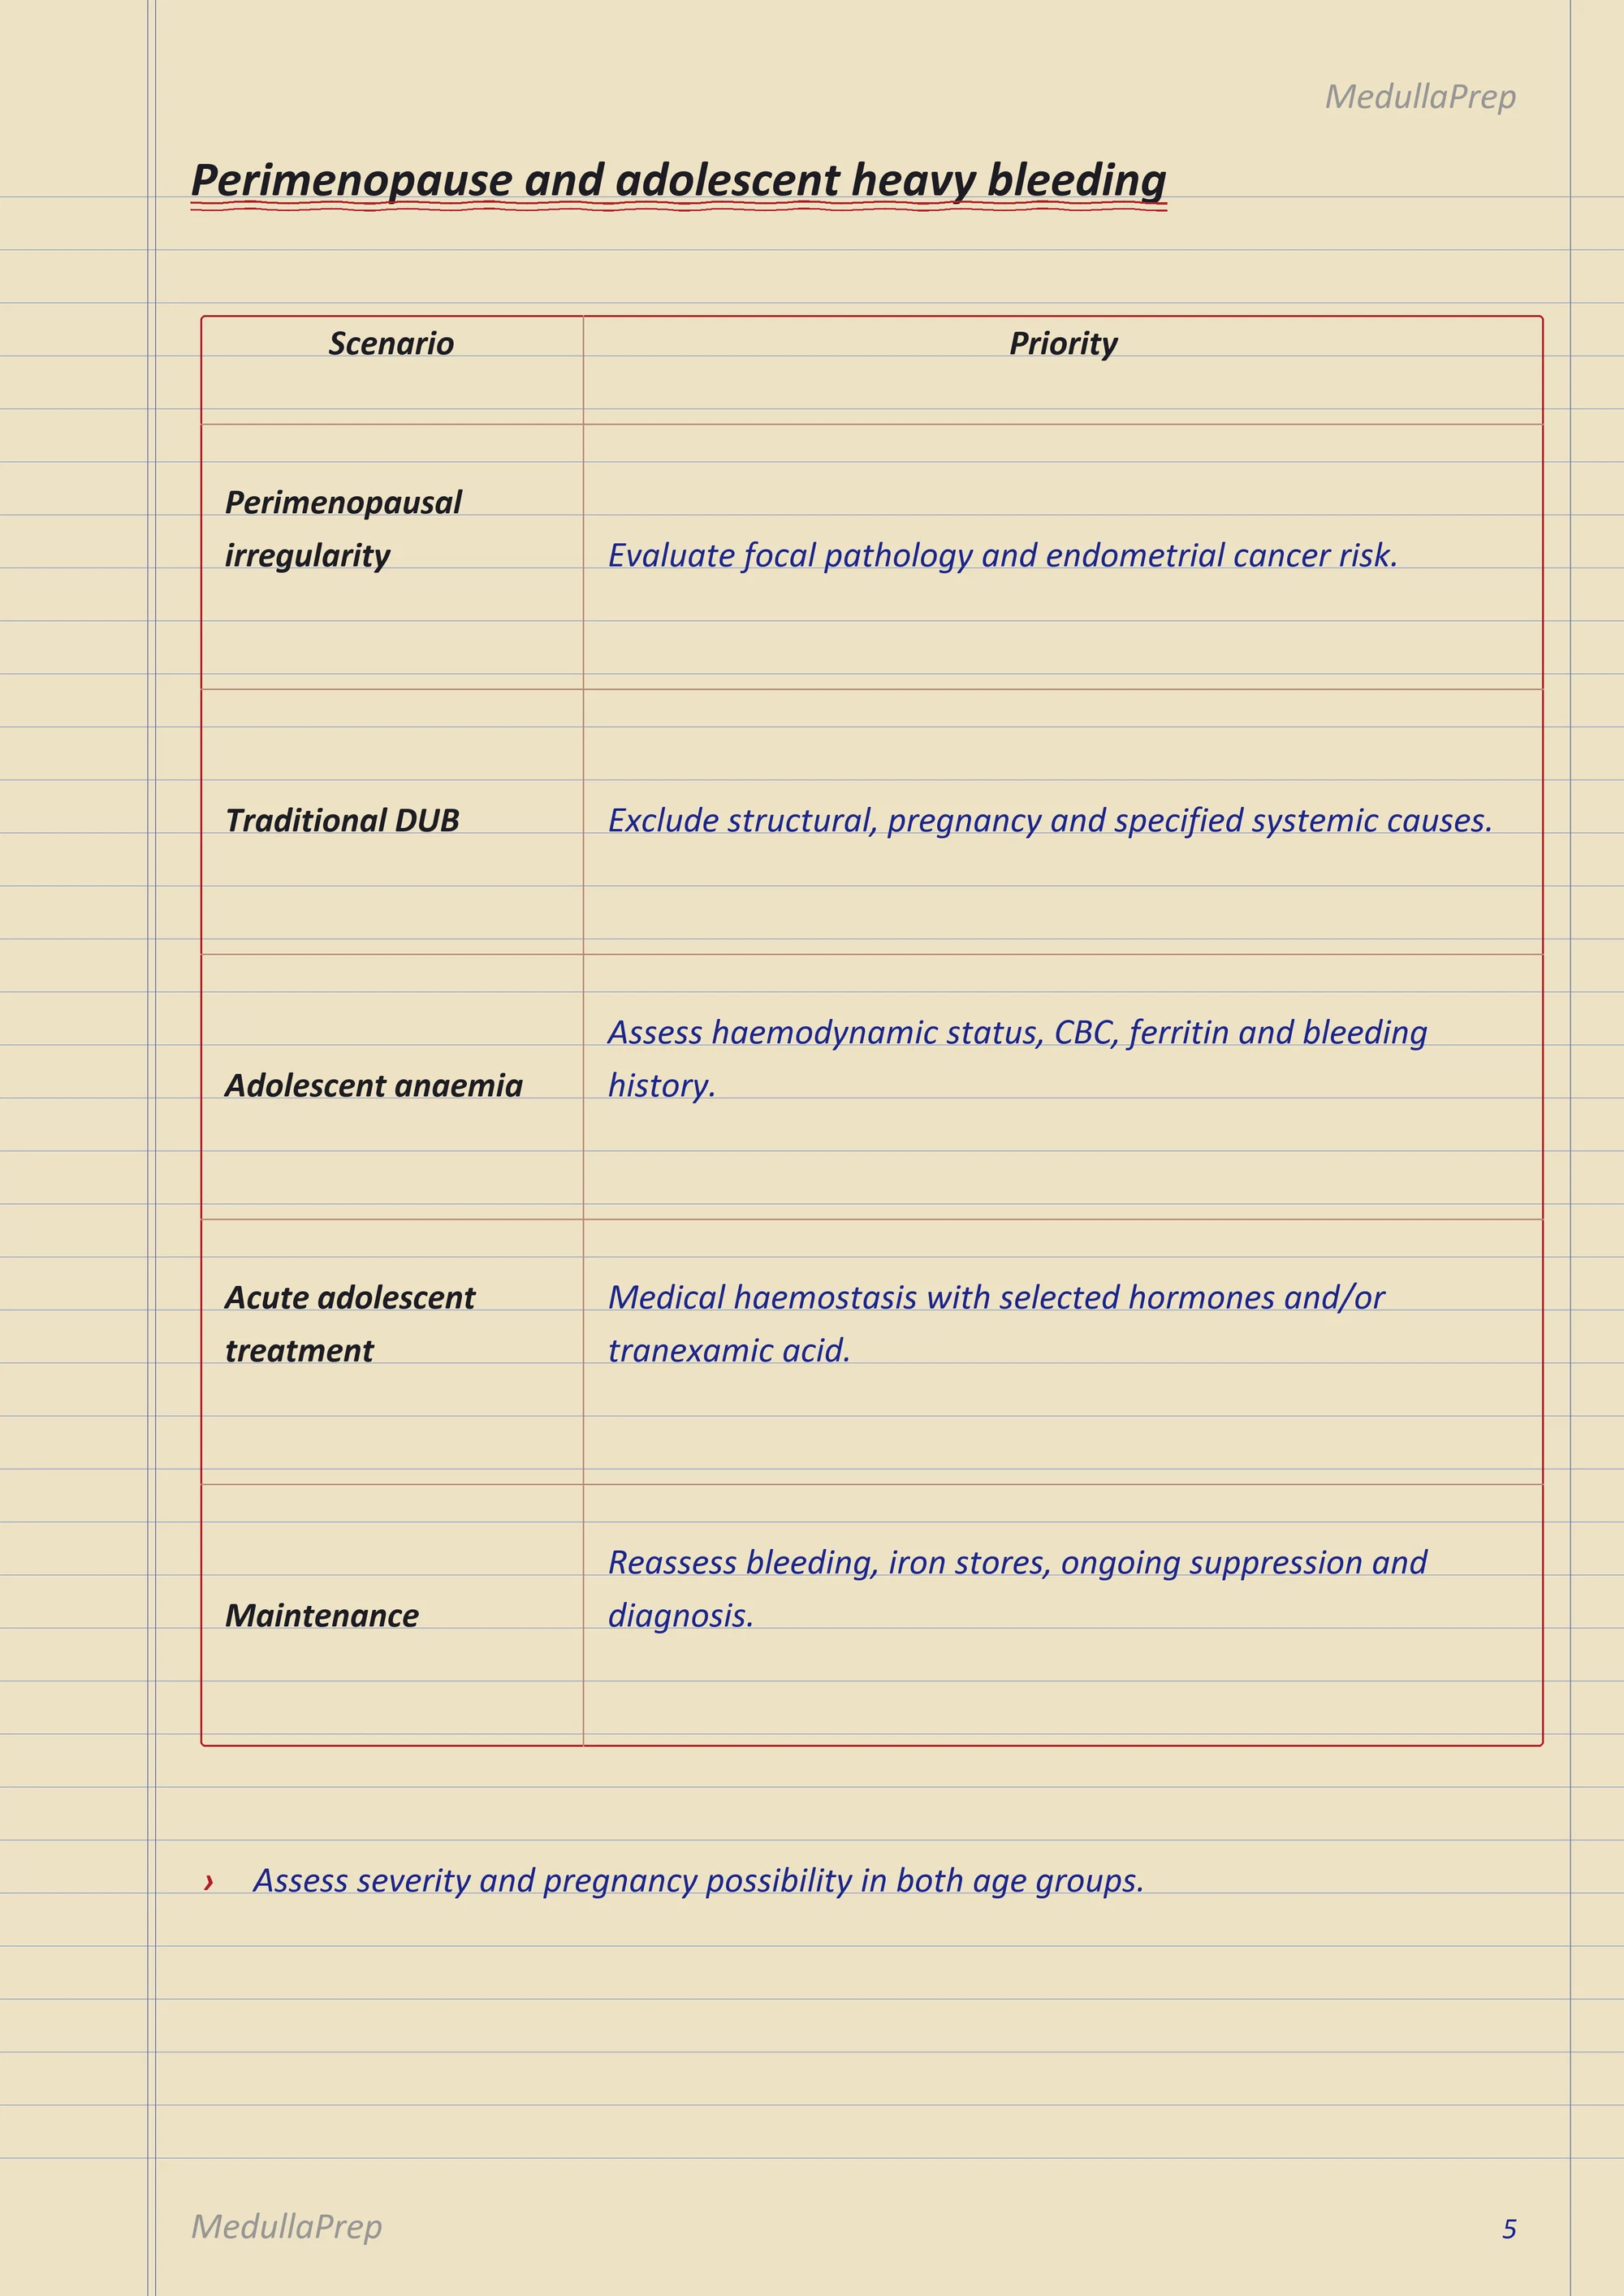 MedullaPrep
Perimenopause and adolescent heavy bleeding
Scenario Priority
Perimenopausal
irregularity
Evaluate focal pathology and endometrial cancer risk.
Traditional DUB
Exclude structural, pregnancy and specified systemic causes.
Adolescent anaemia
Assess haemodynamic status, CBC, ferritin and bleeding
history.
Acute adolescent
treatment
Medical haemostasis with selected hormones and/or
tranexamic acid.
Maintenance
Reassess bleeding, iron stores, ongoing suppression and
diagnosis.
› Assess severity and pregnancy possibility in both age groups.
MedullaPrep 5